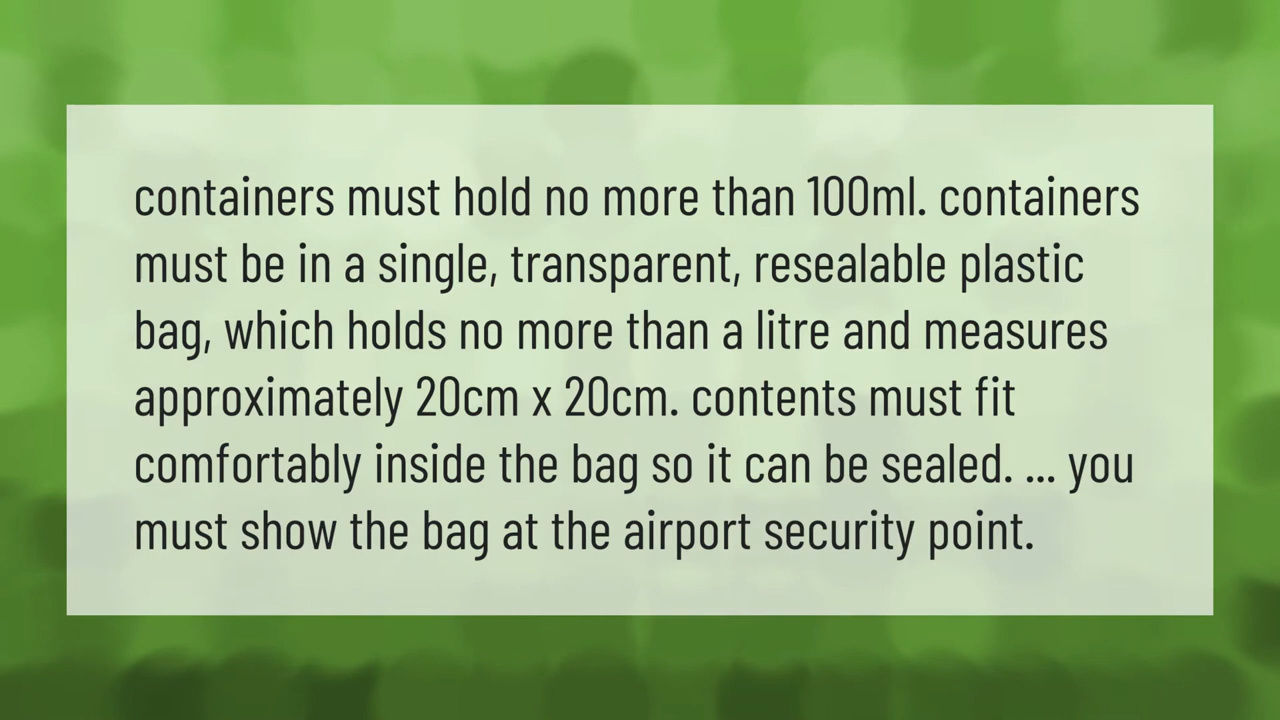 containers must hold no more than 100ml. containers
must be in a single, transparent, resealable plastic
bag, which holds no more than a litre and measures
approximately 20cm x 20cm. contents must fit
comfortably inside the bag so it can be sealed. ... you
must show the bag at the airport security point.